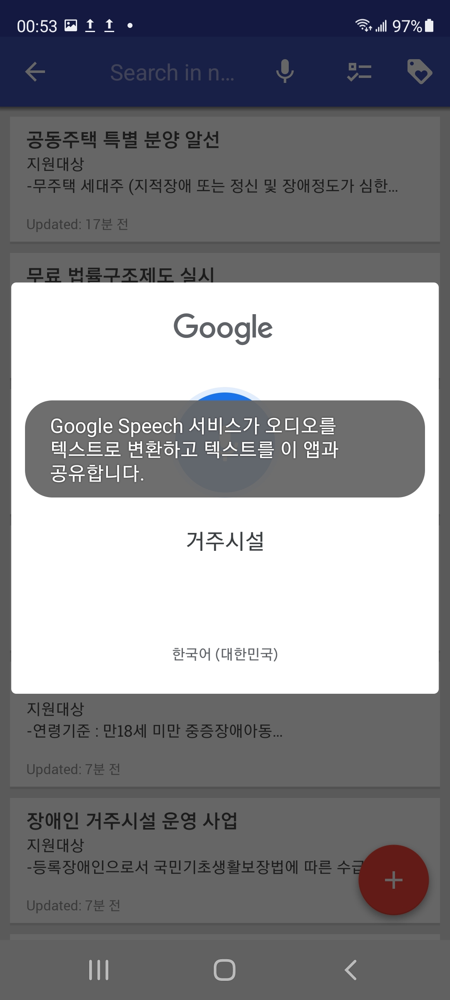 00:53
97%
Search in n...
공동주택 특별 분양 알선
지원대상
-무주택 세대주 (지적장애 또는 정신 및 장애정도가 심한...
Updated: 17분 전
무료 법률구조제도 실시
Google
Google Speech 서비스가 오디오를
텍스트로 변환하고 텍스트를 이 앱과
공유합니다.
거주시설
한국어 (대한민국)
지원대상
-연령기준 : 만18세 미만 중증장애아동...
Updated: 7분 전
장애인 거주시설 운영 사업
지원대상
-등록장애인으로서 국민기초생활보장법에 따른 수급
Updated: 7분 전